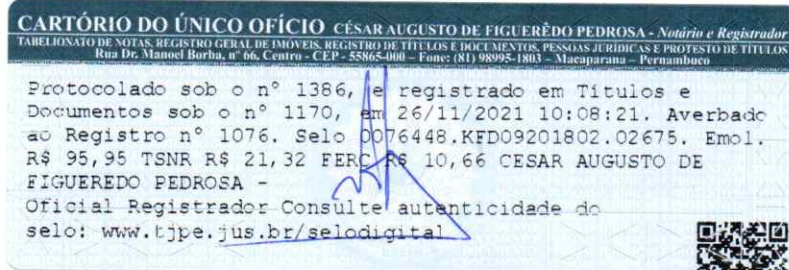 CARTÓRIO DO ÚNICO OFÍCIO CÉSAR AUGUSTO DE FIGUERÊDO PEDROSA - Notário e Registrador
TABELIONATO DE NOTAS, REGISTRO GERAL DE IMÓVEIS, REGISTRO DE TÍTULOS E DOCUMENTOS, PESSOAS JURÍDICAS E PROTESTO DE TÍTULOS
Rua Dr. Manoel Borba, nº 66, Centro - CEP - 55865-000 – Fone: (81) 98995-1803 – Macaparana – Pernambuco
Protocolado sob o nº 1386, e registrado em Titulos e
Documentos sob o nº 1170, em 26/11/2021 10:08:21. Averbado
ao Registro nº 1076. Selo 0076448.KFD09201802.02675. Emol.
R$ 95,95 TSNR R$ 21,32 FERC R$ 10,66 CESAR AUGUSTO DE
FIGUEREDO PEDROSA -
Oficial Registrador Consulte autenticidade do
selo: www.tjpe.jus.br/selodigital